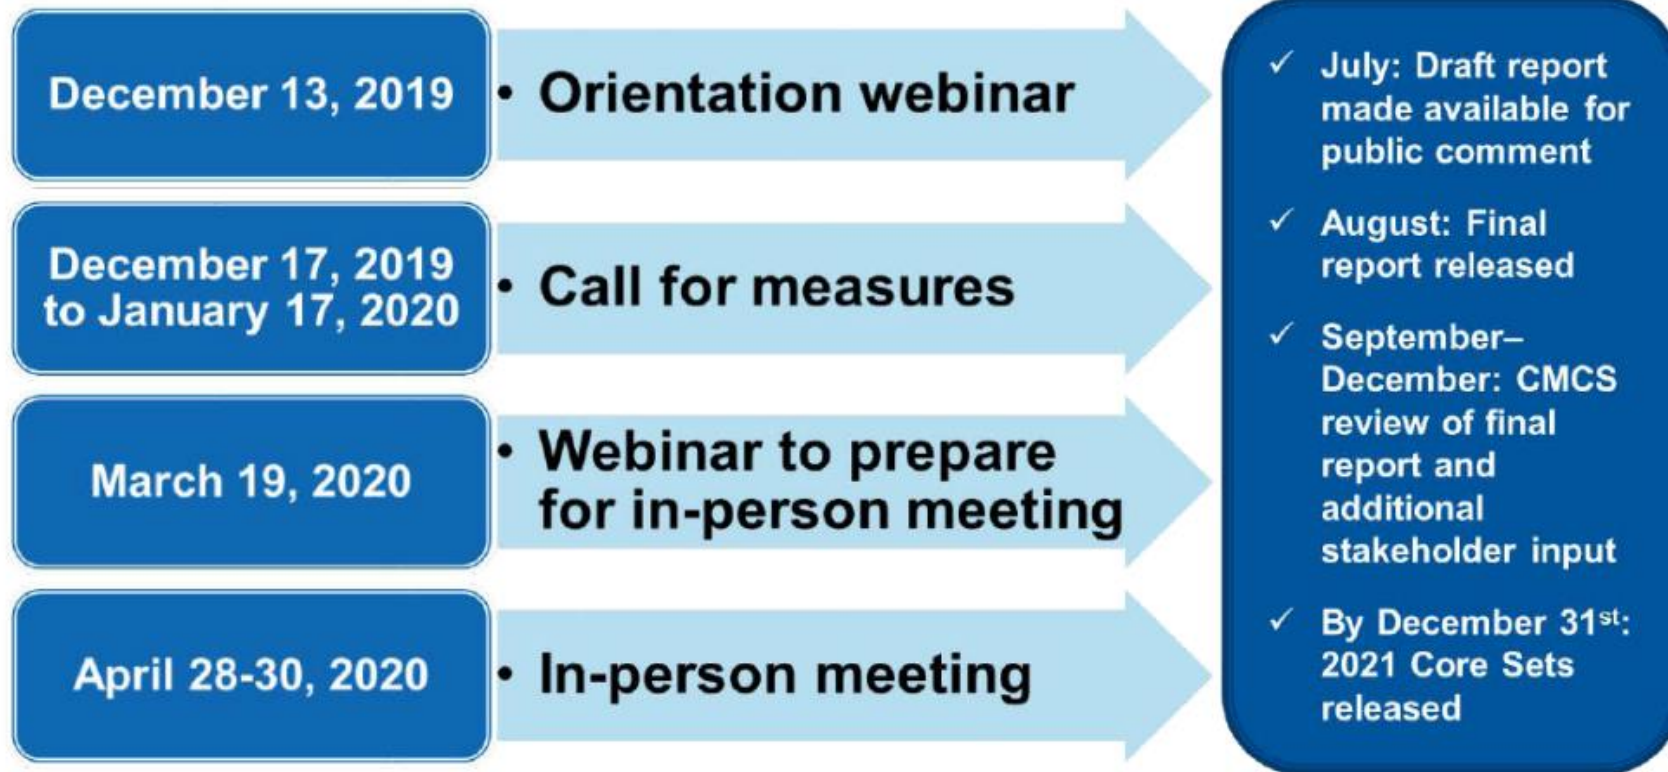 December 13, 2019
• Orientation webinar
December 17, 2019
to January 17, 2020
• Call for measures
March 19, 2020
• Webinar to prepare
for in-person meeting
April 28-30, 2020
• In-person meeting
✓ July: Draft report
made available for
public comment
✓ August: Final
report released
✓ September–
December: CMCS
review of final
report and
additional
stakeholder input
✓ By December 31st:
2021 Core Sets
released